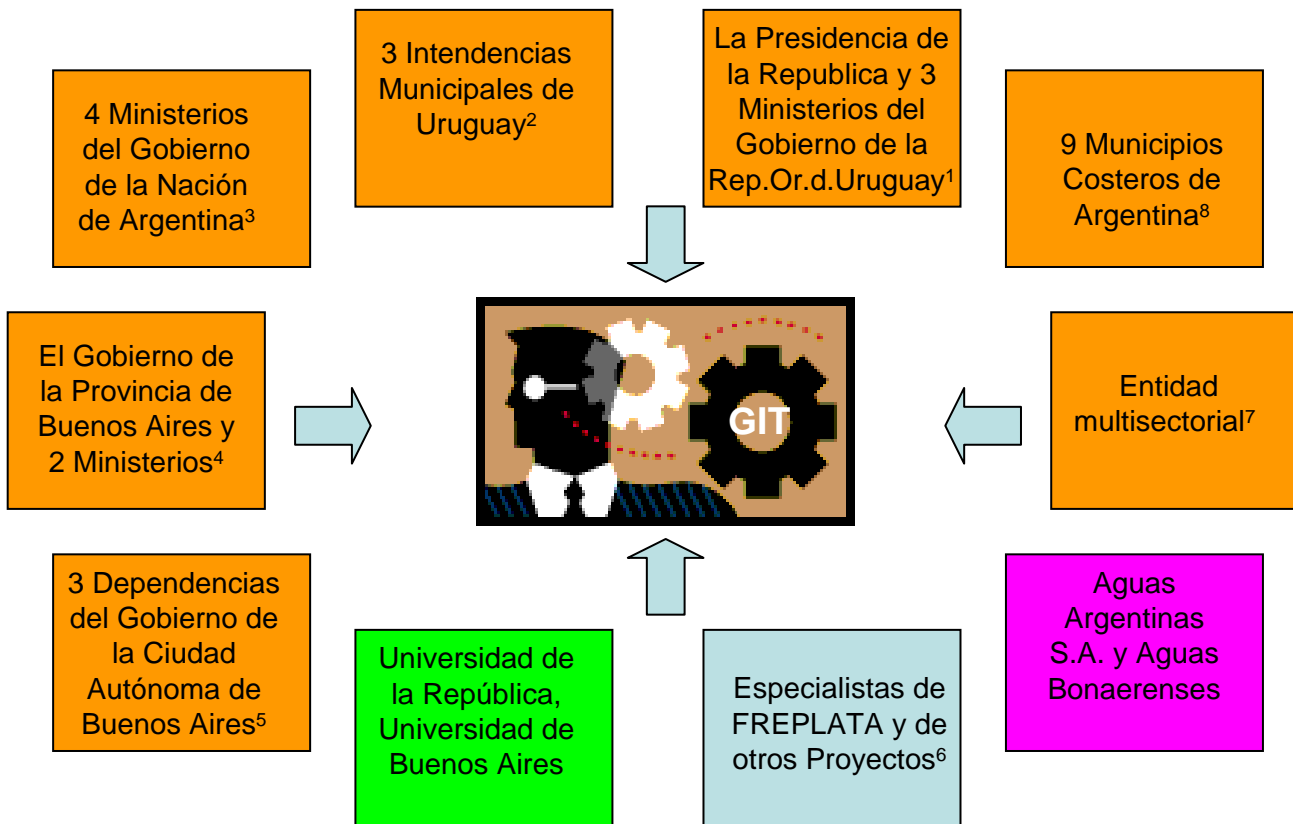 3 Intendencias
Municipales de
Uruguay²
La Presidencia de
la Republica y 3
Ministerios del
Gobierno de la
Rep.Or.d.Uruguay¹
4 Ministerios
del Gobierno
de la Nación
de Argentina³
9 Municipios
Costeros de
Argentina⁸
El Gobierno de
la Provincia de
Buenos Aires y
2 Ministerios⁴
GIT
Entidad
multisectorial⁷
3 Dependencias
del Gobierno de
la Ciudad
Autónoma de
Buenos Aires⁵
Universidad de
la República,
Universidad de
Buenos Aires
Especialistas de
FREPLATA y de
otros Proyectos⁶
Aguas
Argentinas
S.A. y Aguas
Bonaerenses